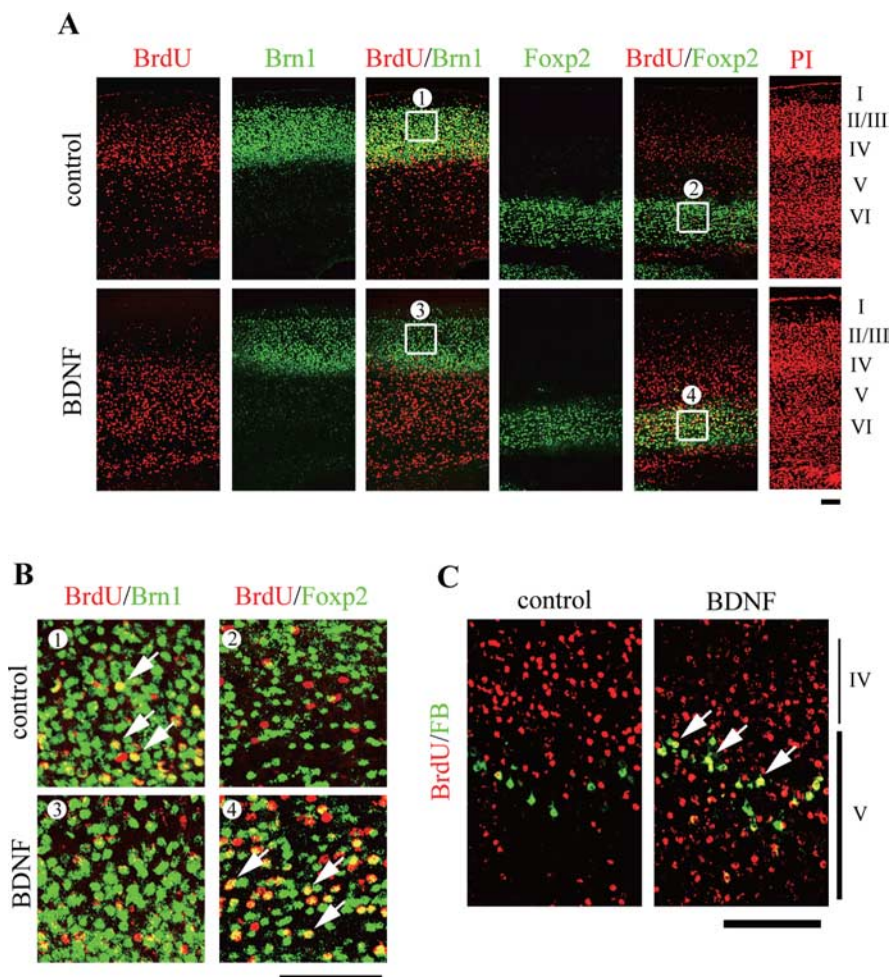 A
BrdU Brn1 BrdU/Brn1 Foxp2 BrdU/Foxp2 PI
control
1
2
I
II/III
IV
V
VI
BDNF
3
4
I
II/III
IV
V
VI
B
BrdU/Brn1 BrdU/Foxp2
control
1 2
BDNF
3 4
C
control BDNF
BrdU/FB
IV
V